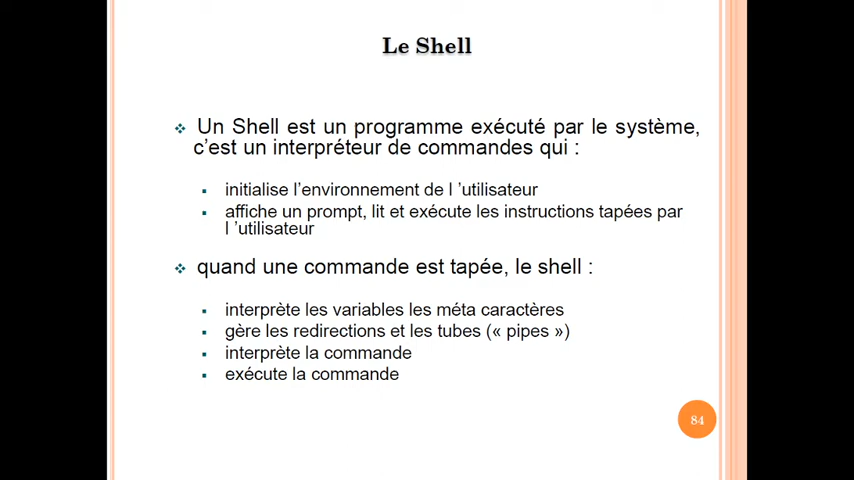 Le Shell
Un Shell est un programme exécuté par le système,
c’est un interpréteur de commandes qui :
initialise l’environnement de l ’utilisateur
affiche un prompt, lit et exécute les instructions tapées par
l ’utilisateur
quand une commande est tapée, le shell :
interprète les variables les méta caractères
gère les redirections et les tubes (« pipes »)
interprète la commande
exécute la commande
84